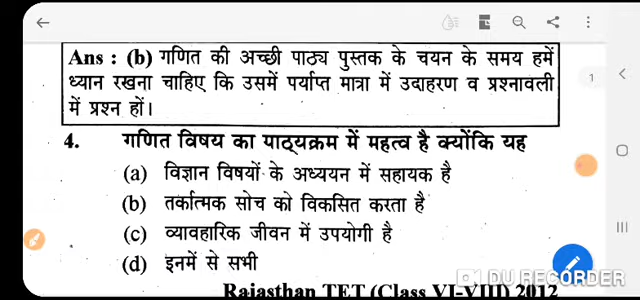 Ans : (b) गणित की अच्छी पाठ्य पुस्तक के चयन के समय हमें
ध्यान रखना चाहिए कि उसमें पर्याप्त मात्रा में उदाहरण व प्रश्नावली
में प्रश्न हों।
1
4. गणित विषय का पाठ्यक्रम में महत्व है क्योंकि यह
(a) विज्ञान विषयों के अध्ययन में सहायक है
(b) तर्कात्मक सोच को विकसित करता है
(c) व्यावहारिक जीवन में उपयोगी है
(d) इनमें से सभी
DU RECORDER
Rajasthan TET (Class VI-VIII) 2012